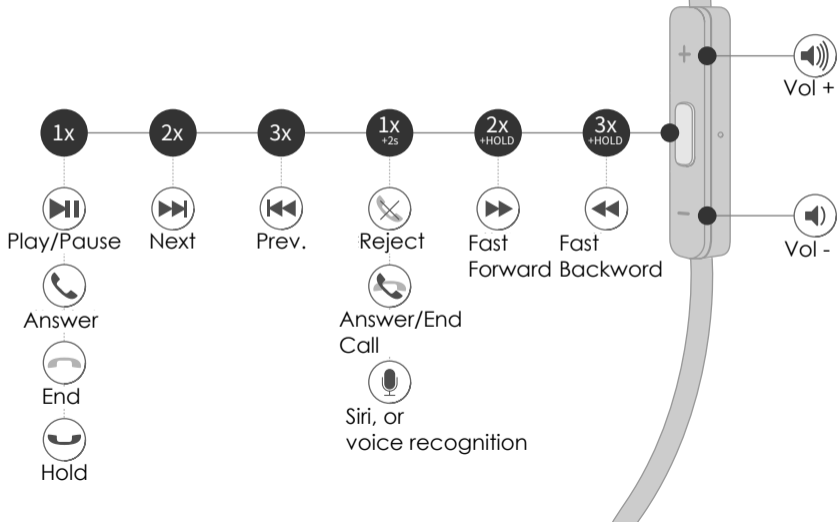 +
Vol +
1x
2x
3x
1x
+2s
2x
+HOLD
3x
+HOLD
Play/Pause
Next
Prev.
Reject
Fast
Forward
Fast
Backword
−
Vol -
Answer
Answer/End
Call
End
Siri, or
voice recognition
Hold